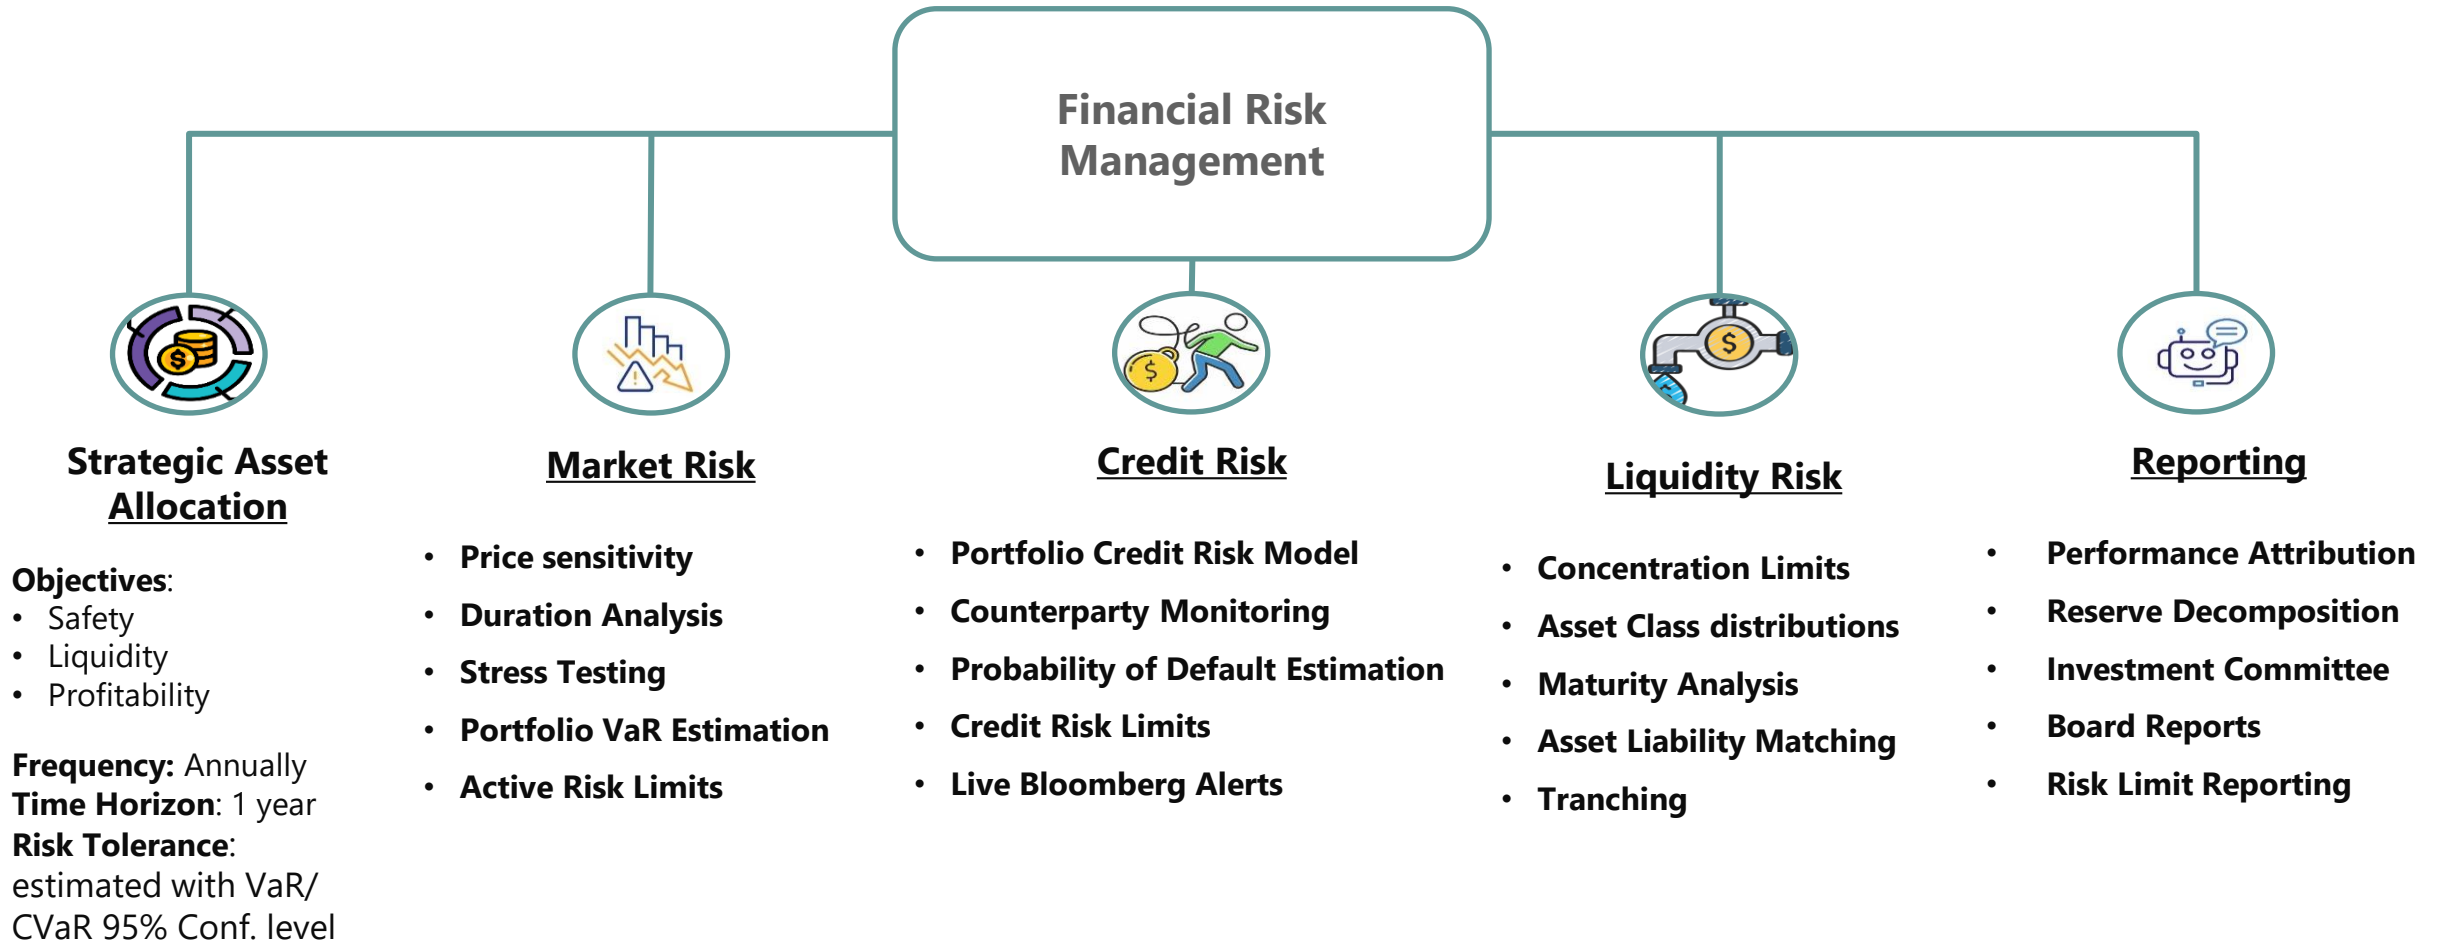 Financial Risk
Management
Strategic Asset
Allocation
Objectives:
• Safety
• Liquidity
• Profitability
Frequency: Annually
Time Horizon: 1 year
Risk Tolerance:
estimated with VaR/
CVaR 95% Conf. level
Market Risk
• Price sensitivity
• Duration Analysis
• Stress Testing
• Portfolio VaR Estimation
• Active Risk Limits
Credit Risk
• Portfolio Credit Risk Model
• Counterparty Monitoring
• Probability of Default Estimation
• Credit Risk Limits
• Live Bloomberg Alerts
Liquidity Risk
• Concentration Limits
• Asset Class distributions
• Maturity Analysis
• Asset Liability Matching
• Tranching
Reporting
• Performance Attribution
• Reserve Decomposition
• Investment Committee
• Board Reports
• Risk Limit Reporting